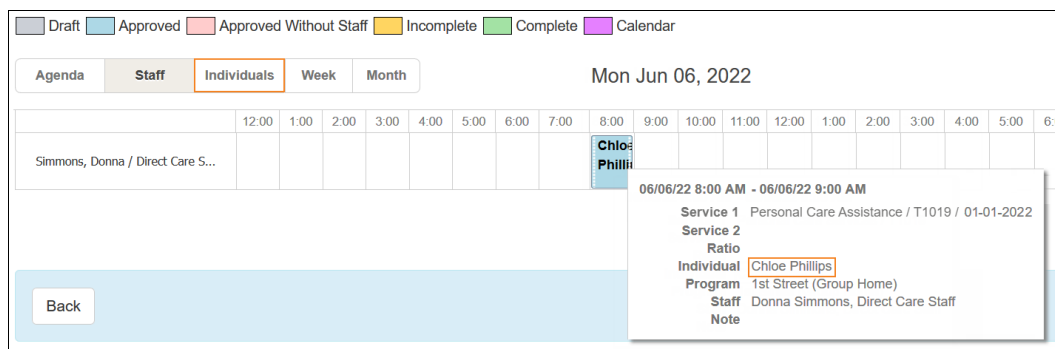 Draft Approved Approved Without Staff Incomplete Complete Calendar
Agenda Staff Individuals Week Month Mon Jun 06, 2022
12:00 1:00 2:00 3:00 4:00 5:00 6:00 7:00 8:00 9:00 10:00 11:00 12:00 1:00 2:00 3:00 4:00 5:00 6:
Simmons, Donna / Direct Care S...
Chloe
Philli
06/06/22 8:00 AM - 06/06/22 9:00 AM
Service 1 Personal Care Assistance / T1019 / 01-01-2022
Service 2
Ratio
Individual Chloe Phillips
Program 1st Street (Group Home)
Staff Donna Simmons, Direct Care Staff
Note
Back